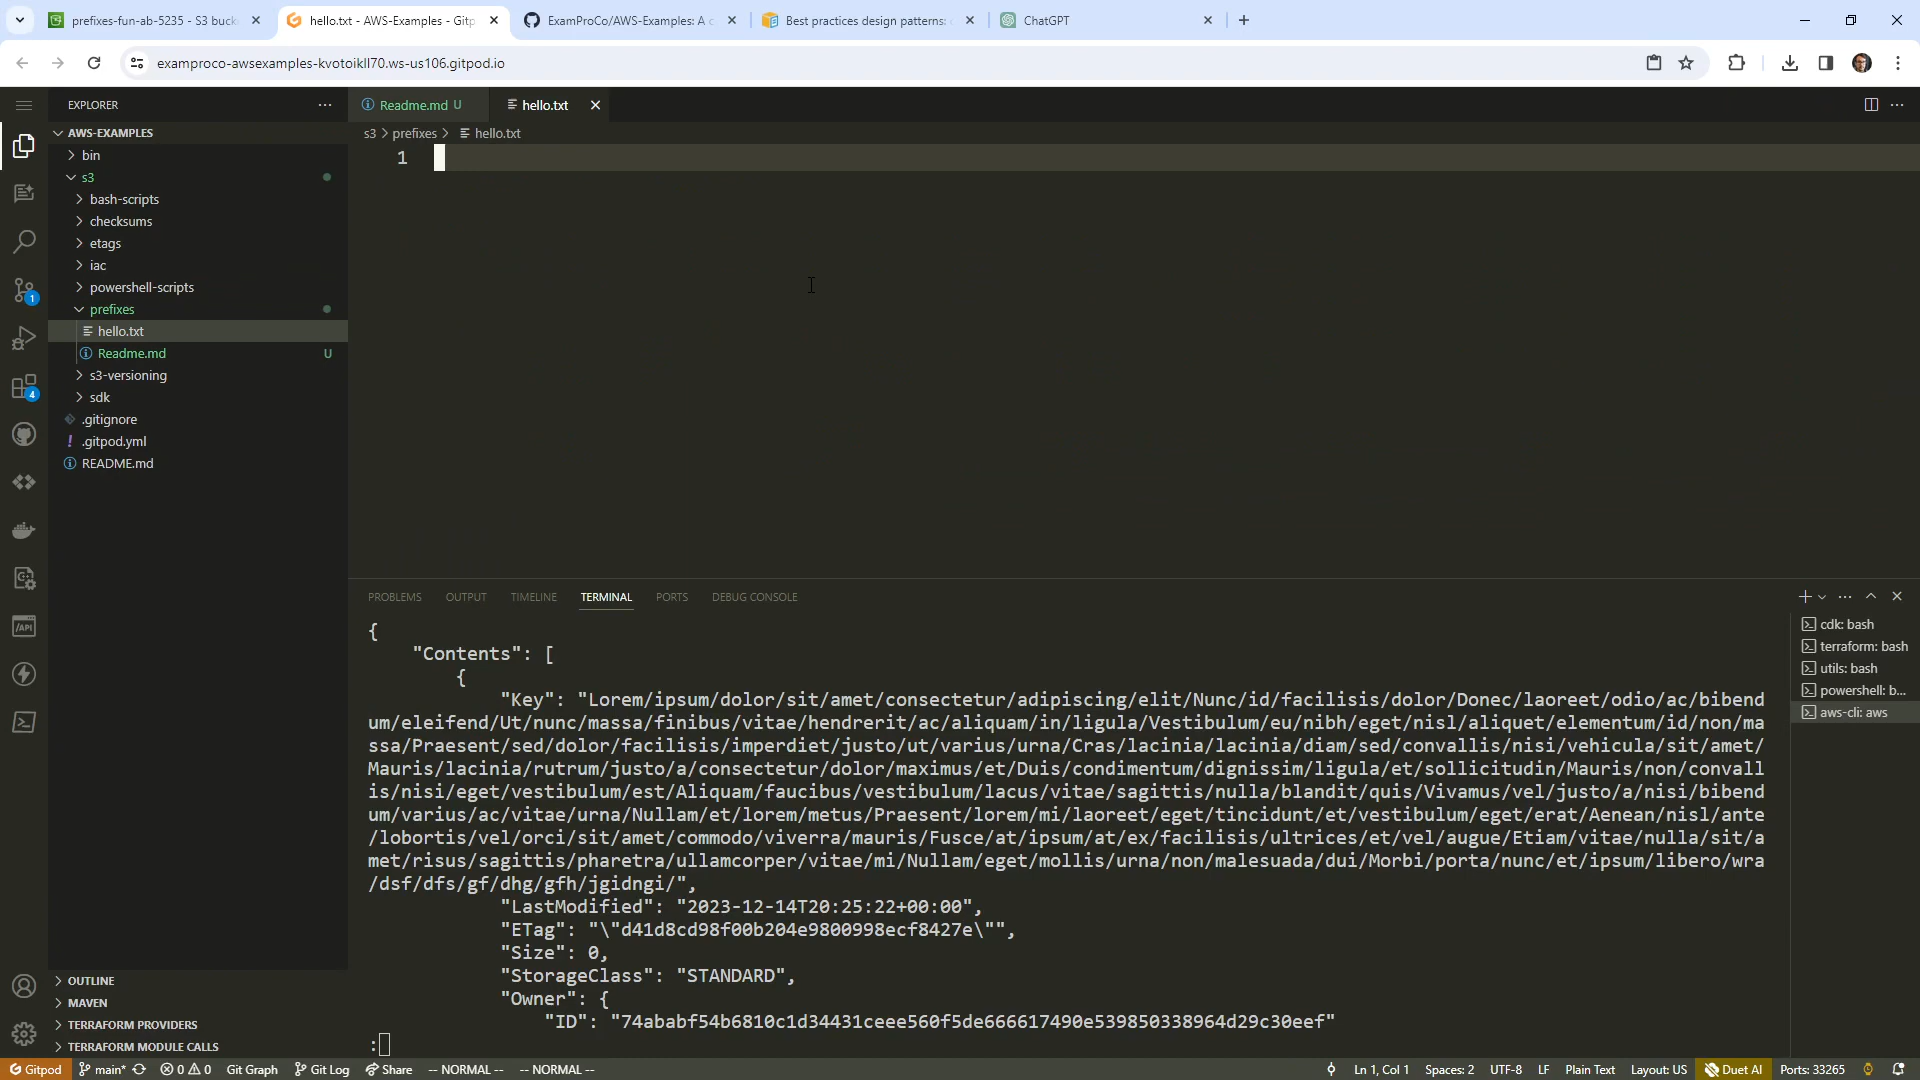 prefixes-fun-ab-5235 - S3 buck
hello.txt - AWS-Examples - Gitp
ExamProCo/AWS-Examples: A c
Best practices design patterns:
ChatGPT
examproco-awsexamples-kvotoikll70.ws-us106.gitpod.io
EXPLORER
Readme.md U
hello.txt
AWS-EXAMPLES
s3 > prefixes > hello.txt
1
bin
s3
bash-scripts
checksums
etags
iac
powershell-scripts
prefixes
hello.txt
Readme.md U
s3-versioning
sdk
.gitignore
! .gitpod.yml
README.md
1
4
PROBLEMS OUTPUT TIMELINE TERMINAL PORTS DEBUG CONSOLE
{
"Contents": [
{
"Key": "Lorem/ipsum/dolor/sit/amet/consectetur/adipiscing/elit/Nunc/id/facilisis/dolor/Donec/laoreet/odio/ac/bibend
um/eleifend/Ut/nunc/massa/finibus/vitae/hendrerit/ac/aliquam/in/ligula/Vestibulum/eu/nibh/eget/nisl/aliquet/elementum/id/non/ma
ssa/Praesent/sed/dolor/facilisis/imperdiet/justo/ut/varius/urna/Cras/lacinia/lacinia/diam/sed/convallis/nisi/vehicula/sit/amet/
Mauris/lacinia/rutrum/justo/a/consectetur/dolor/maximus/et/Duis/condimentum/dignissim/ligula/et/sollicitudin/Mauris/non/convall
is/nisi/eget/vestibulum/est/Aliquam/faucibus/vestibulum/lacus/vitae/sagittis/nulla/blandit/quis/Vivamus/vel/justo/a/nisi/bibend
um/varius/ac/vitae/urna/Nullam/et/lorem/metus/Praesent/lorem/mi/laoreet/eget/tincidunt/et/vestibulum/eget/erat/Aenean/nisl/ante
/lobortis/vel/orci/sit/amet/commodo/viverra/mauris/Fusce/at/ipsum/at/ex/facilisis/ultrices/et/vel/augue/Etiam/vitae/nulla/sit/a
met/risus/sagittis/pharetra/ullamcorper/vitae/mi/Nullam/eget/mollis/urna/non/malesuada/dui/Morbi/porta/nunc/et/ipsum/libero/wra
/dsf/dfs/gf/dhg/gfh/jgidngi/",
"LastModified": "2023-12-14T20:25:22+00:00",
"ETag": "\"d41d8cd98f00b204e9800998ecf8427e\"",
"Size": 0,
"StorageClass": "STANDARD",
"Owner": {
"ID": "74ababf54b6810c1d34431ceee560f5de666617490e539850338964d29c30eef"
:
cdk: bash
terraform: bash
utils: bash
powershell: b...
aws-cli: aws
OUTLINE
MAVEN
TERRAFORM PROVIDERS
TERRAFORM MODULE CALLS
Gitpod main* 0 0 Git Graph Git Log Share -- NORMAL -- -- NORMAL -- Ln 1, Col 1 Spaces: 2 UTF-8 LF Plain Text Layout: US Duet AI Ports: 33265